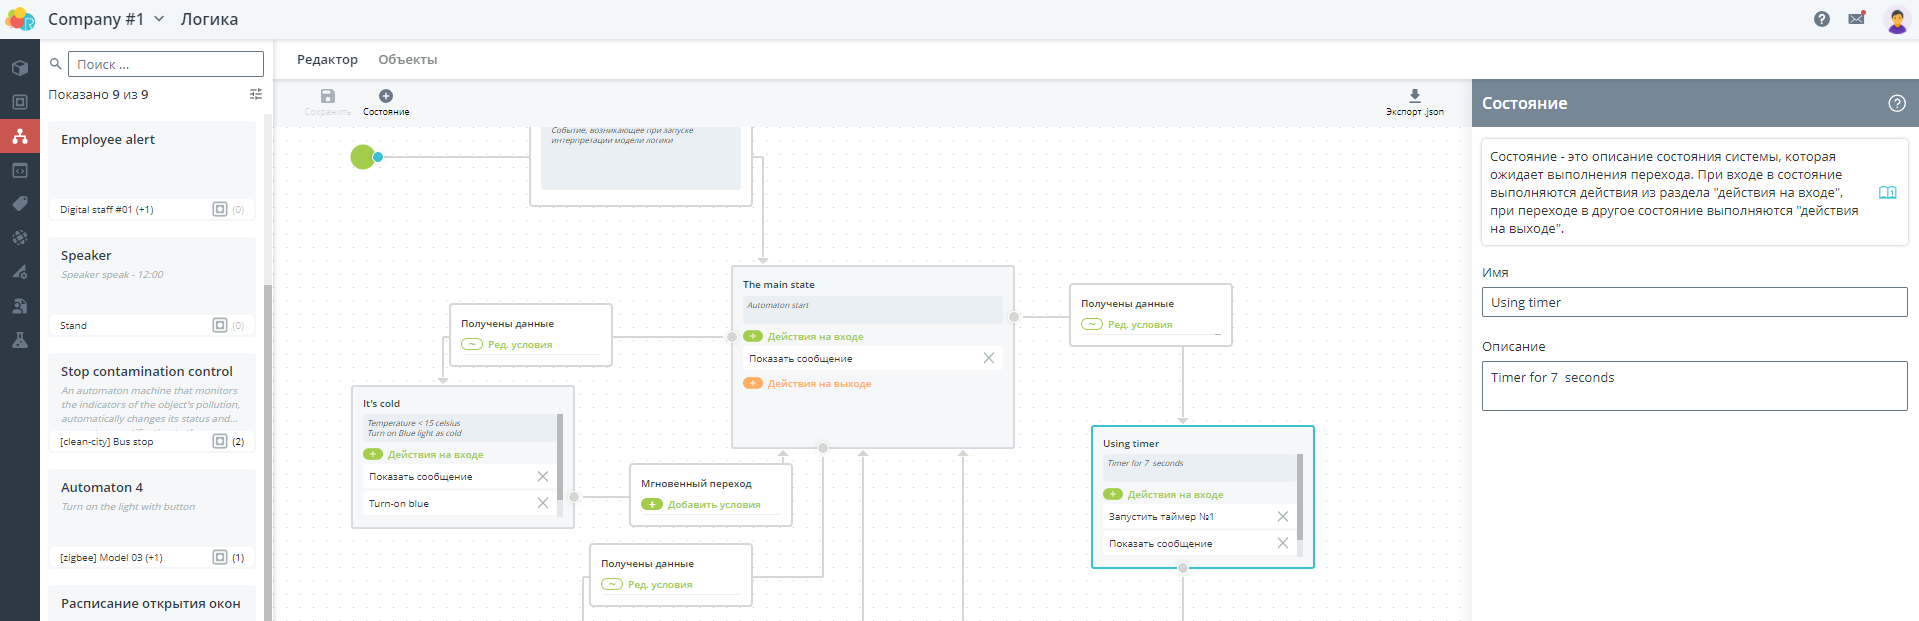 Company #1
Логика
Поиск ...
Показано 9 из 9
Employee alert
Digital staff #01 (+1)
(0)
Speaker
Speaker speak - 12:00
Stand
(0)
Stop contamination control
An automaton machine that monitors
the indicators of the object's pollution,
automatically changes its status and...
[clean-city] Bus stop
(2)
Automaton 4
Turn on the light with button
[zigbee] Model 03 (+1)
(1)
Расписание открытия окон
Редактор
Объекты
Сохранить
Состояние
Экспорт .json
Событие, возникающее при запуске
интерпретации модели логики
The main state
Automaton start
Действия на входе
Показать сообщение
Действия на выходе
Получены данные
Ред. условия
Получены данные
Ред. условия
It's cold
Temperature < 15 celsius
Turn on Blue light as cold
Действия на входе
Показать сообщение
Turn-on blue
Мгновенный переход
Добавить условия
Получены данные
Ред. условия
Using timer
Timer for 7  seconds
Действия на входе
Запустить таймер №1
Показать сообщение
Состояние
Состояние - это описание состояния системы, которая
ожидает выполнения перехода. При входе в состояние
выполняются действия из раздела "действия на входе",
при переходе в другое состояние выполняются "действия
на выходе".
Имя
Using timer
Описание
Timer for 7  seconds